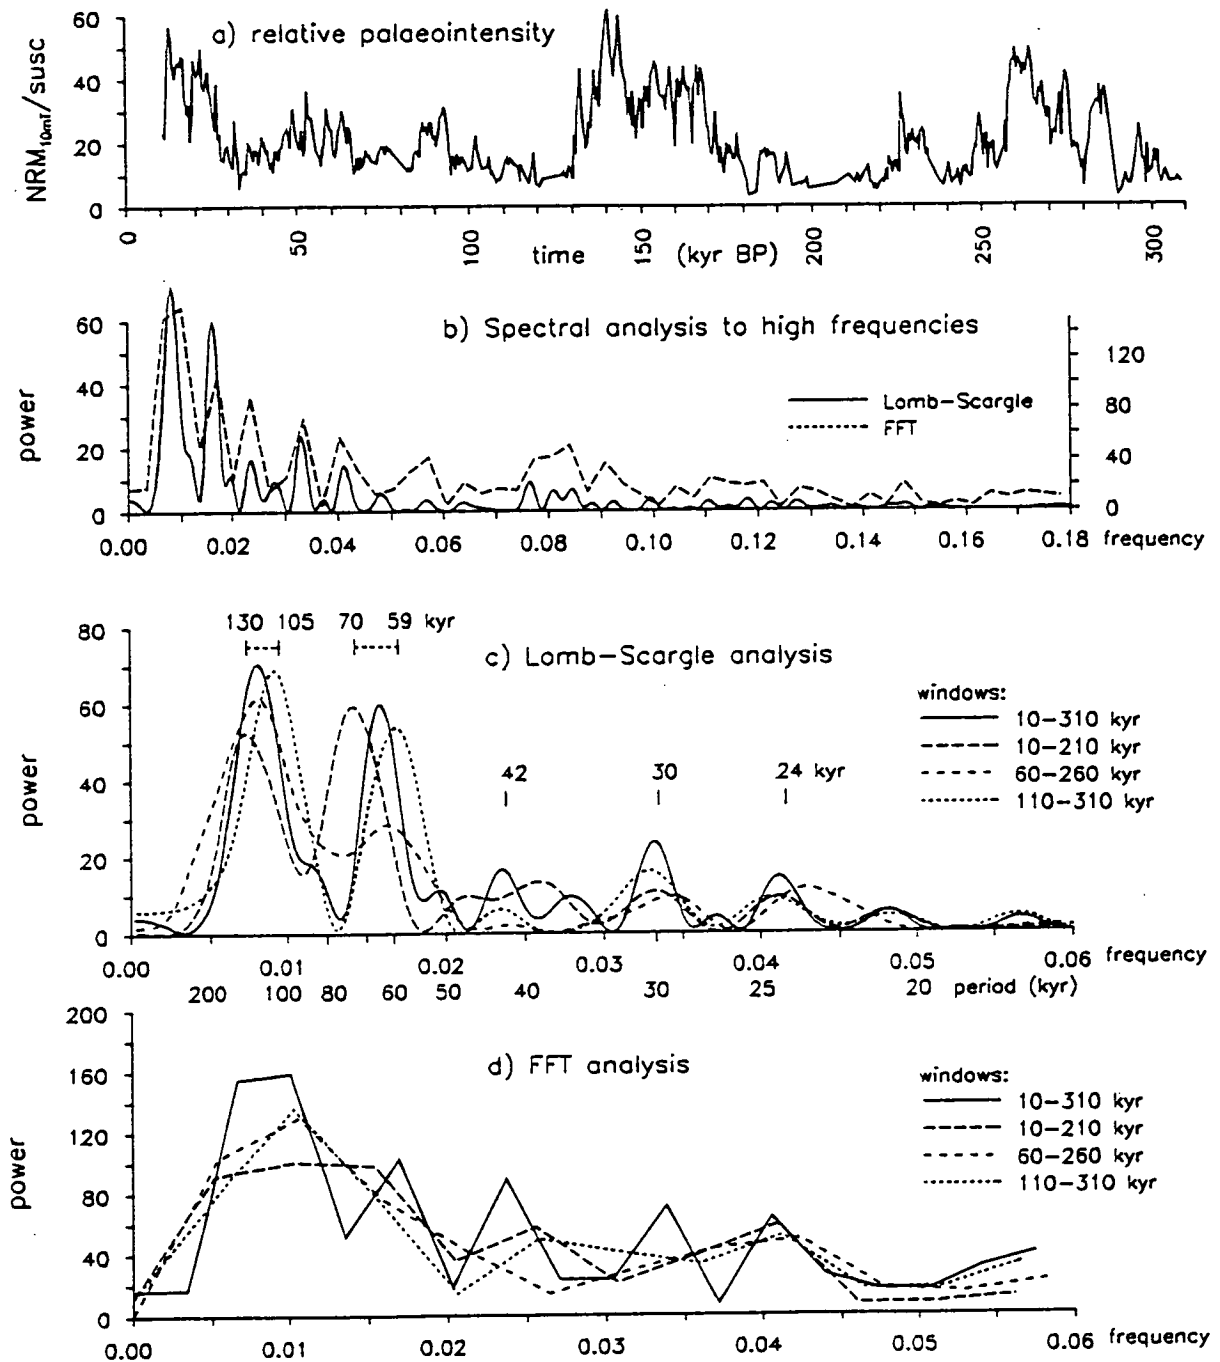 a) relative palaeointensity
NRM10mT/susc
60
40
20
0
0
50
100
150
200
250
300
time (kyr BP)
b) Spectral analysis to high frequencies
power
60
40
20
0
120
80
40
0
Lomb-Scargle
FFT
0.00 0.02 0.04 0.06 0.08 0.10 0.12 0.14 0.16 0.18 frequency
130 105 70 59 kyr
c) Lomb-Scargle analysis
power
80
60
40
20
0
42 30 24 kyr
windows:
10-310 kyr
10-210 kyr
60-260 kyr
110-310 kyr
0.00 0.01 0.02 0.03 0.04 0.05 0.06 frequency
200 100 80 60 50 40 30 25 20 period (kyr)
d) FFT analysis
power
200
160
120
80
40
0
windows:
10-310 kyr
10-210 kyr
60-260 kyr
110-310 kyr
0.00 0.01 0.02 0.03 0.04 0.05 0.06 frequency